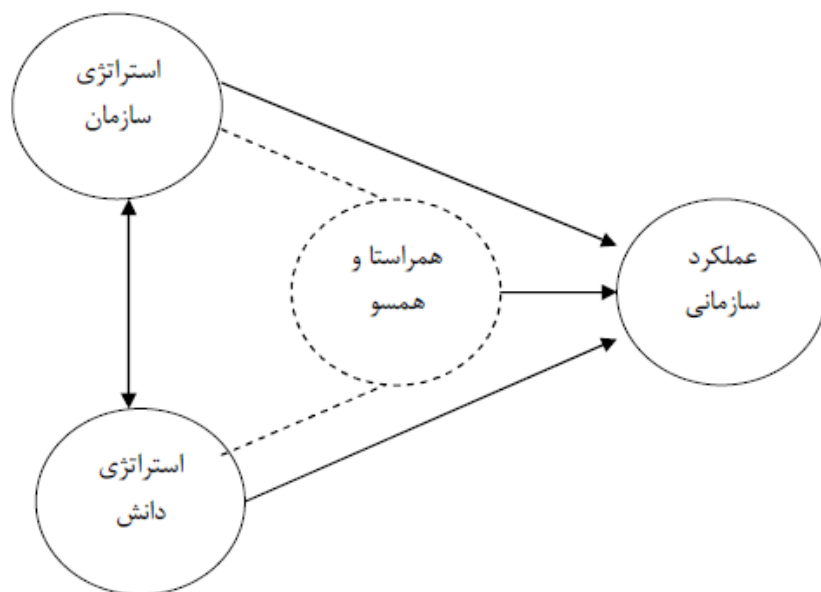 استراتژی
سازمان
همراستا و
همسو
عملکرد
سازمانی
استراتژی
دانش